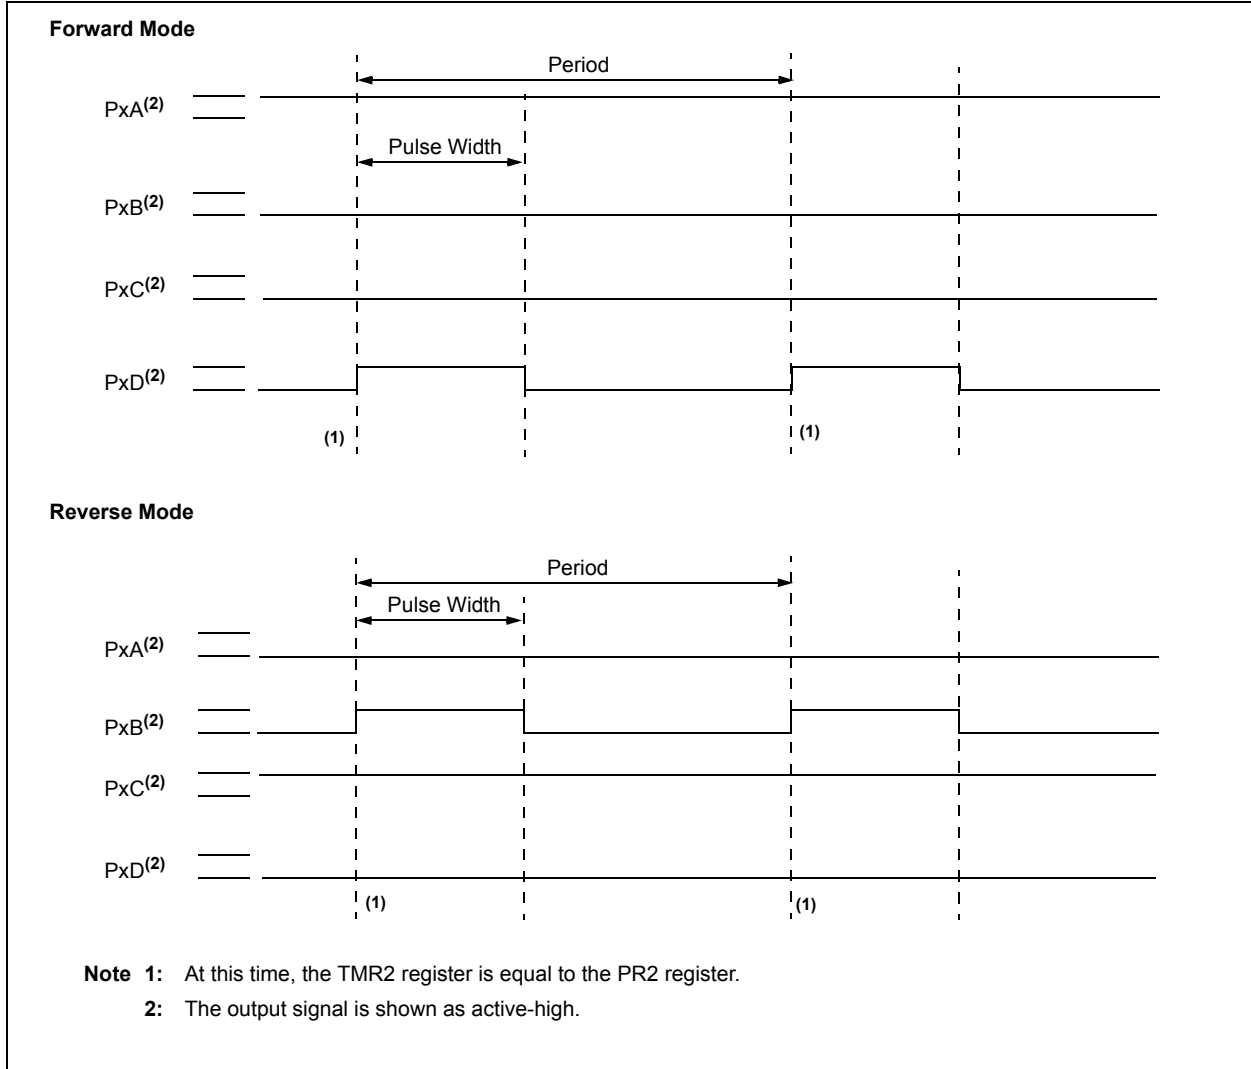 Forward Mode
Period
PxA(2)
Pulse Width
PxB(2)
PxC(2)
PxD(2)
(1) (1)
Reverse Mode
Period
Pulse Width
PxA(2)
PxB(2)
PxC(2)
PxD(2)
(1) (1)
Note 1: At this time, the TMR2 register is equal to the PR2 register.
2: The output signal is shown as active-high.